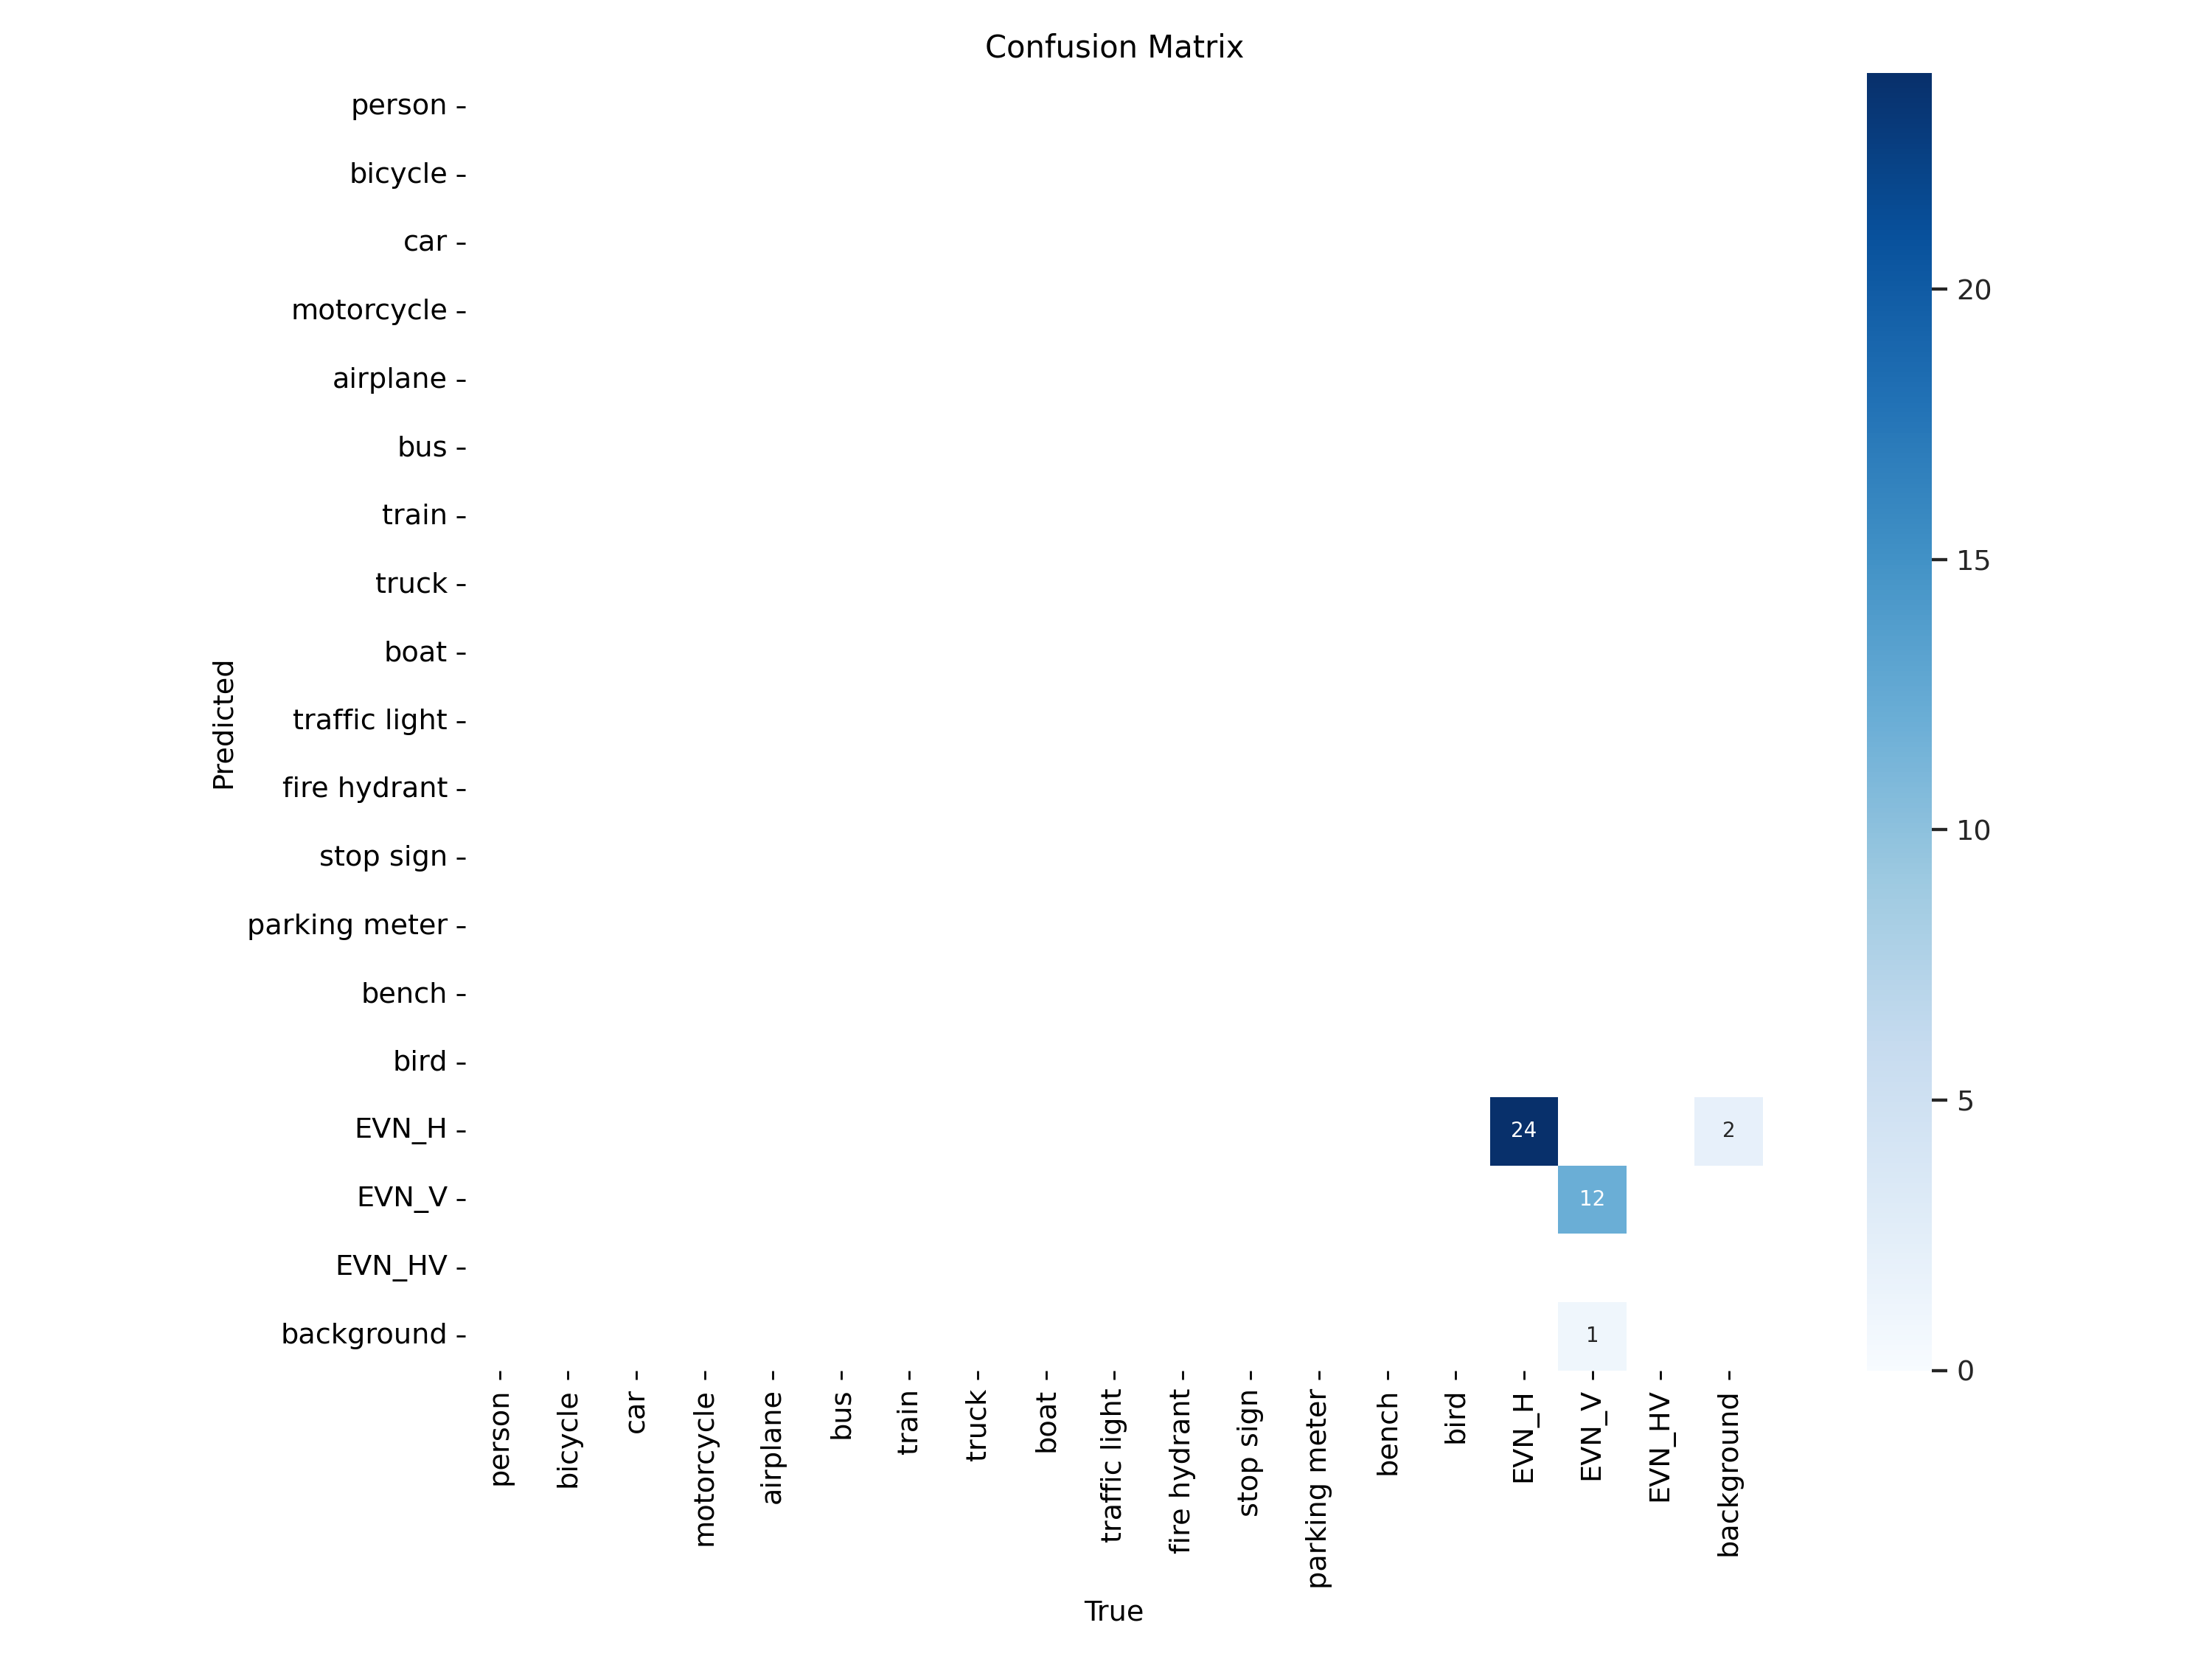 Confusion Matrix
person
bicycle
car
motorcycle
airplane
bus
train
truck
boat
traffic light
fire hydrant
stop sign
parking meter
bench
bird
EVN_H
EVN_V
EVN_HV
background
Predicted
24
2
12
1
person
bicycle
car
motorcycle
airplane
bus
train
truck
boat
traffic light
fire hydrant
stop sign
parking meter
bench
bird
EVN_H
EVN_V
EVN_HV
background
True
20
15
10
5
0